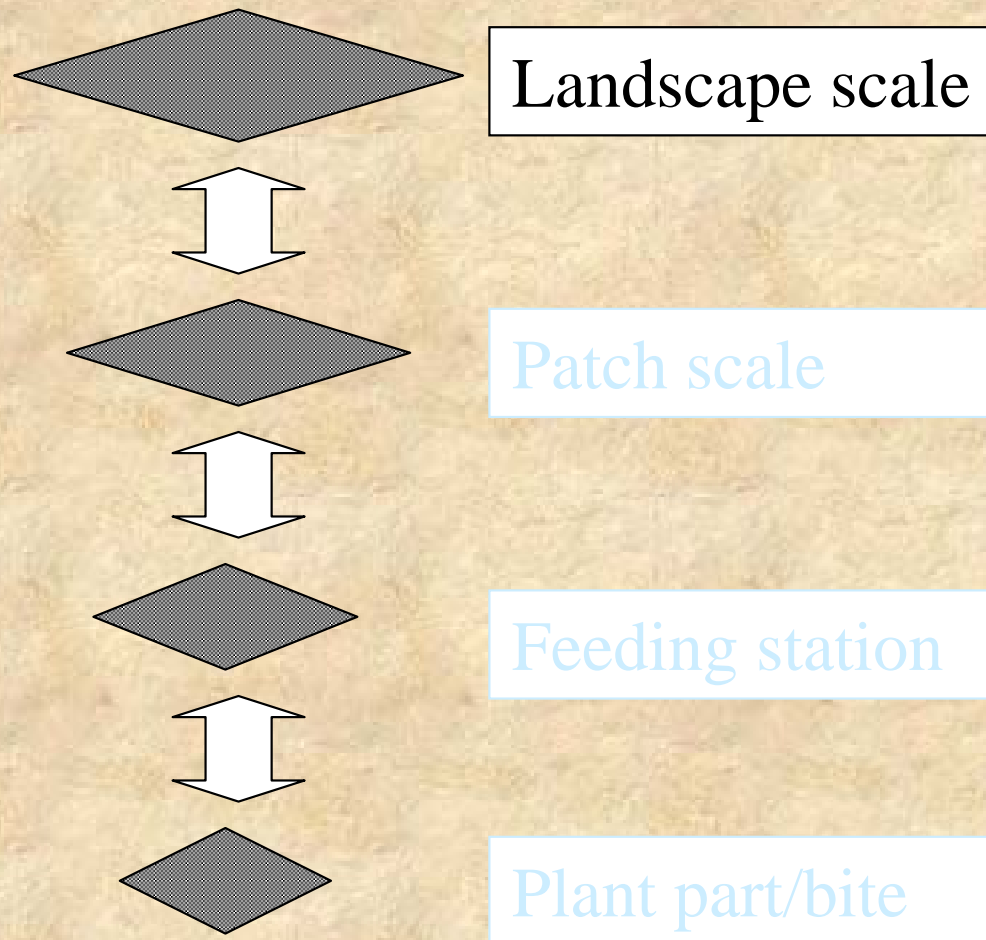 Landscape scale
Patch scale
Feeding station
Plant part/bite